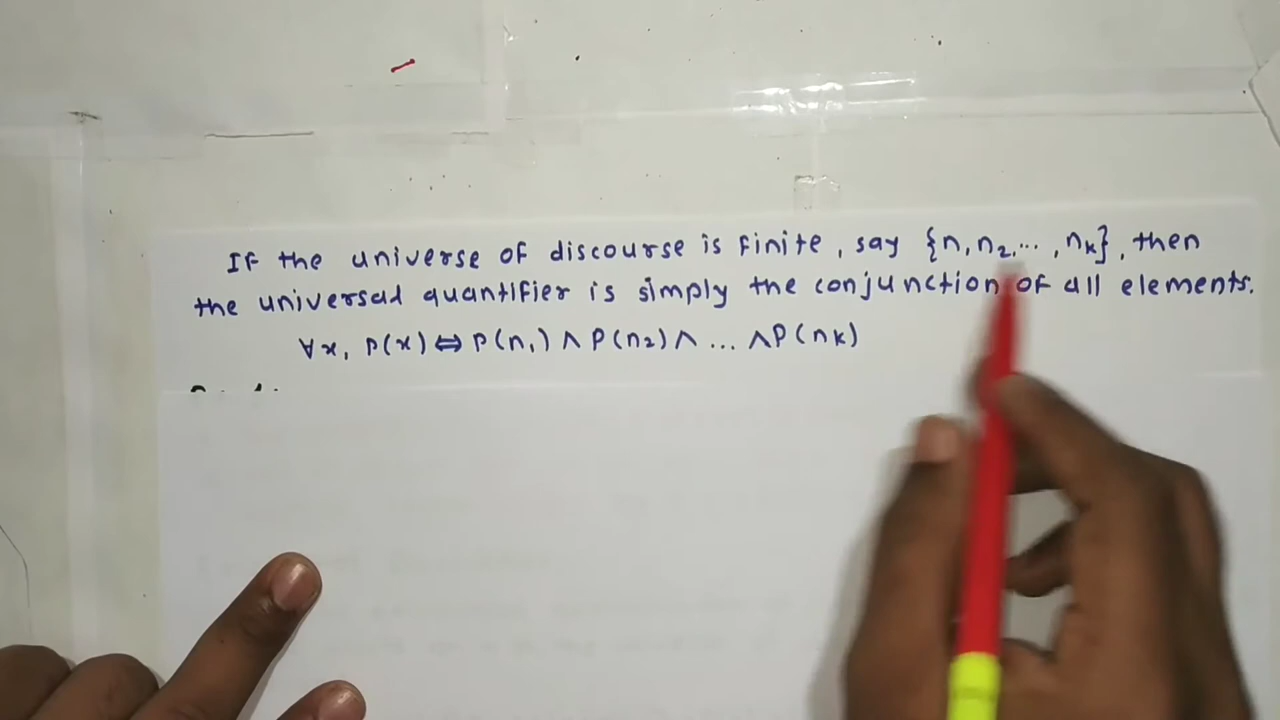 If the universe of discourse is finite, say {n₁, n₂, ..., nₖ}, then
the universal quantifier is simply the conjunction of all elements.
∀x, P(x) ⇔ P(n₁) ∧ P(n₂) ∧ ... ∧ P(nₖ)